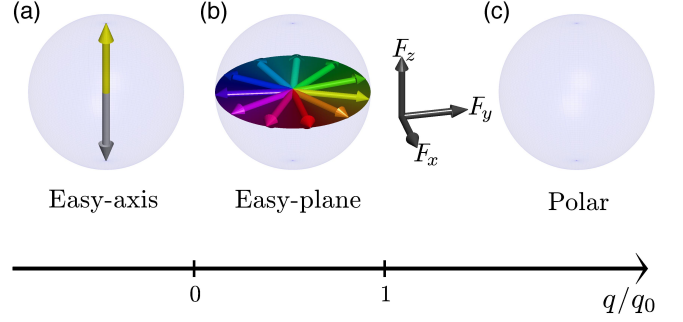 (a)
(b)
(c)
F_z
F_y
F_x
Easy-axis
Easy-plane
Polar
0
1
q/q_0